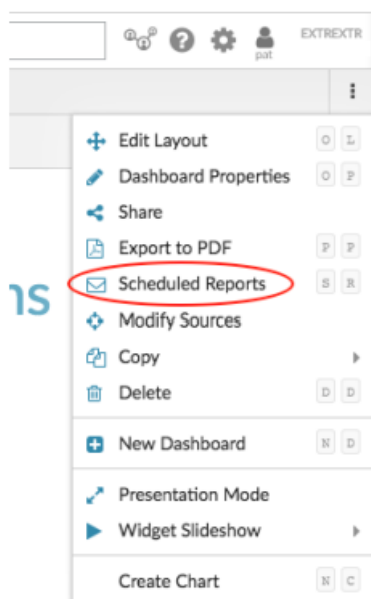 EXTREXTR
pat
Edit Layout O L
Dashboard Properties O P
Share
Export to PDF P P
ns
Scheduled Reports S R
Modify Sources
Copy
Delete D D
New Dashboard N D
Presentation Mode
Widget Slideshow
Create Chart N C